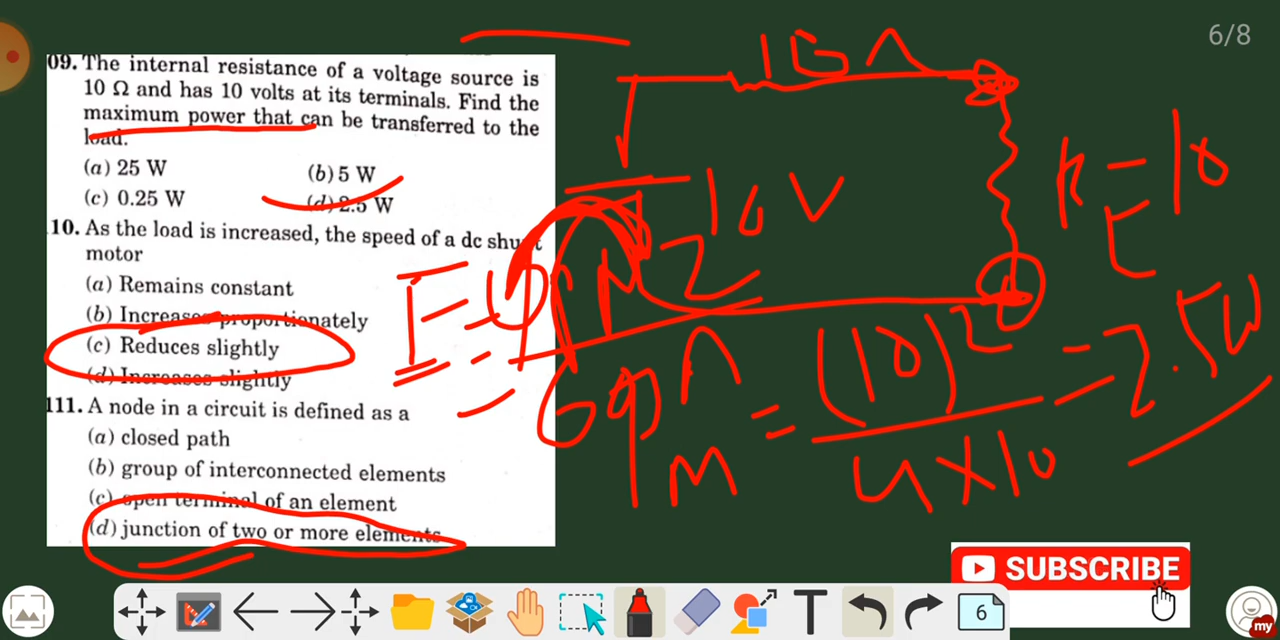 6/8
09. The internal resistance of a voltage source is
10 Ω and has 10 volts at its terminals. Find the
maximum power that can be transferred to the
load.
(a) 25 W (b) 5 W
(c) 0.25 W (d) 2.5 W
10. As the load is increased, the speed of a dc shunt
motor
(a) Remains constant
(b) Increases proportionately
(c) Reduces slightly
(d) Increases slightly
111. A node in a circuit is defined as a
(a) closed path
(b) group of interconnected elements
(c) open terminal of an element
(d) junction of two or more elements
10 V
= (10)² / 4 × 10 = 2.5 W
SUBSCRIBE
T
6
my